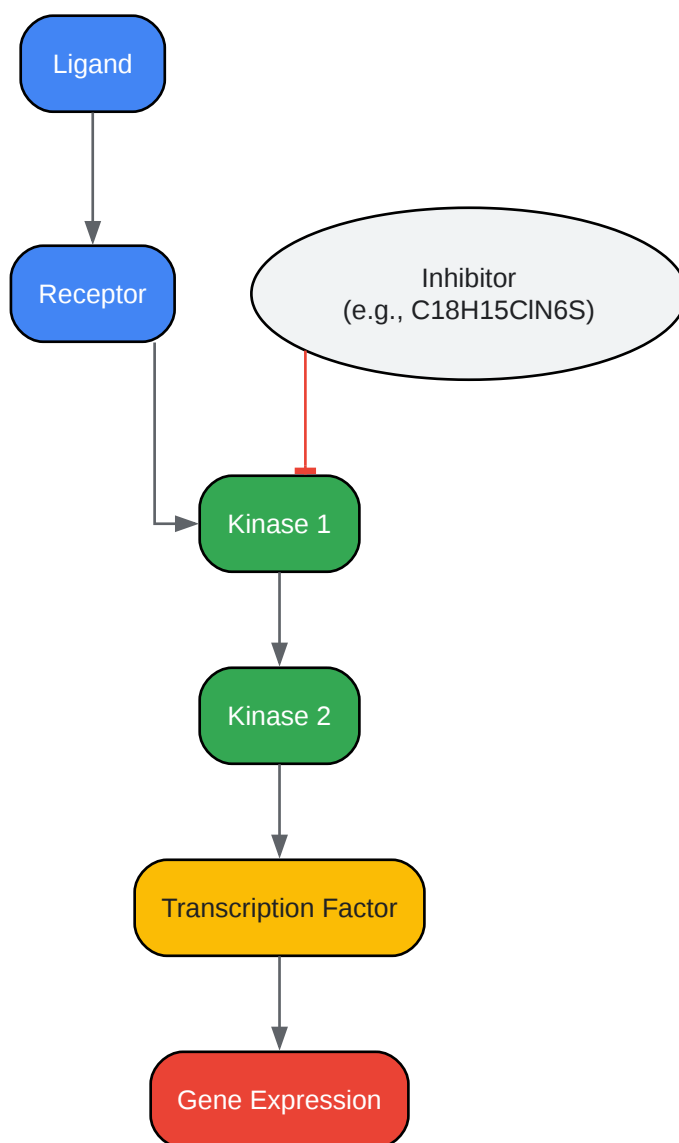 Ligand
Receptor
Inhibitor
(e.g., C18H15ClN6S)
Kinase 1
Kinase 2
Transcription Factor
Gene Expression